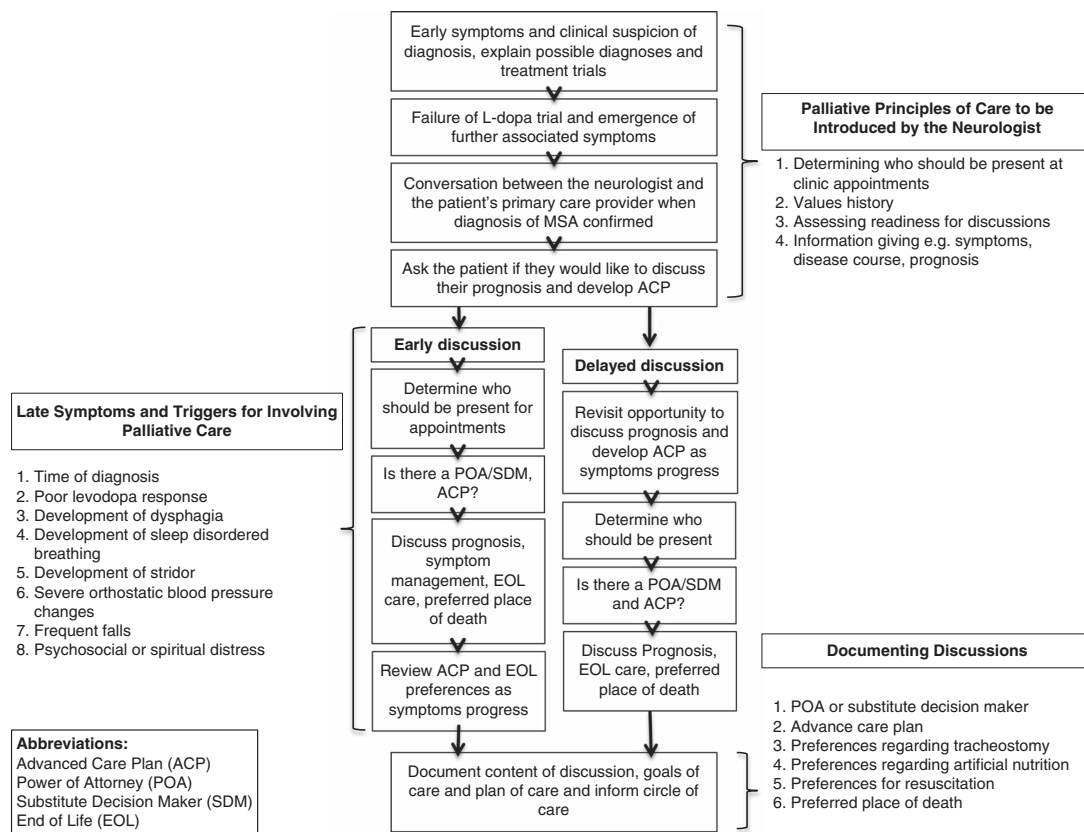 Early symptoms and clinical suspicion of
diagnosis, explain possible diagnoses and
treatment trials
Failure of L-dopa trial and emergence of
further associated symptoms
Conversation between the neurologist and
the patient's primary care provider when
diagnosis of MSA confirmed
Ask the patient if they would like to discuss
their prognosis and develop ACP
Palliative Principles of Care to be
Introduced by the Neurologist
1. Determining who should be present at
clinic appointments
2. Values history
3. Assessing readiness for discussions
4. Information giving e.g. symptoms,
disease course, prognosis
Early discussion
Determine who
should be present for
appointments
Is there a POA/SDM,
ACP?
Discuss prognosis,
symptom
management, EOL
care, preferred place
of death
Review ACP and EOL
preferences as
symptoms progress
Delayed discussion
Revisit opportunity to
discuss prognosis and
develop ACP as
symptoms progress
Determine who
should be present
Is there a POA/SDM
and ACP?
Discuss Prognosis,
EOL care, preferred
place of death
Late Symptoms and Triggers for Involving
Palliative Care
1. Time of diagnosis
2. Poor levodopa response
3. Development of dysphagia
4. Development of sleep disordered
breathing
5. Development of stridor
6. Severe orthostatic blood pressure
changes
7. Frequent falls
8. Psychosocial or spiritual distress
Documenting Discussions
1. POA or substitute decision maker
2. Advance care plan
3. Preferences regarding tracheostomy
4. Preferences regarding artificial nutrition
5. Preferences for resuscitation
6. Preferred place of death
Document content of discussion, goals of
care and plan of care and inform circle of
care
Abbreviations:
Advanced Care Plan (ACP)
Power of Attorney (POA)
Substitute Decision Maker (SDM)
End of Life (EOL)